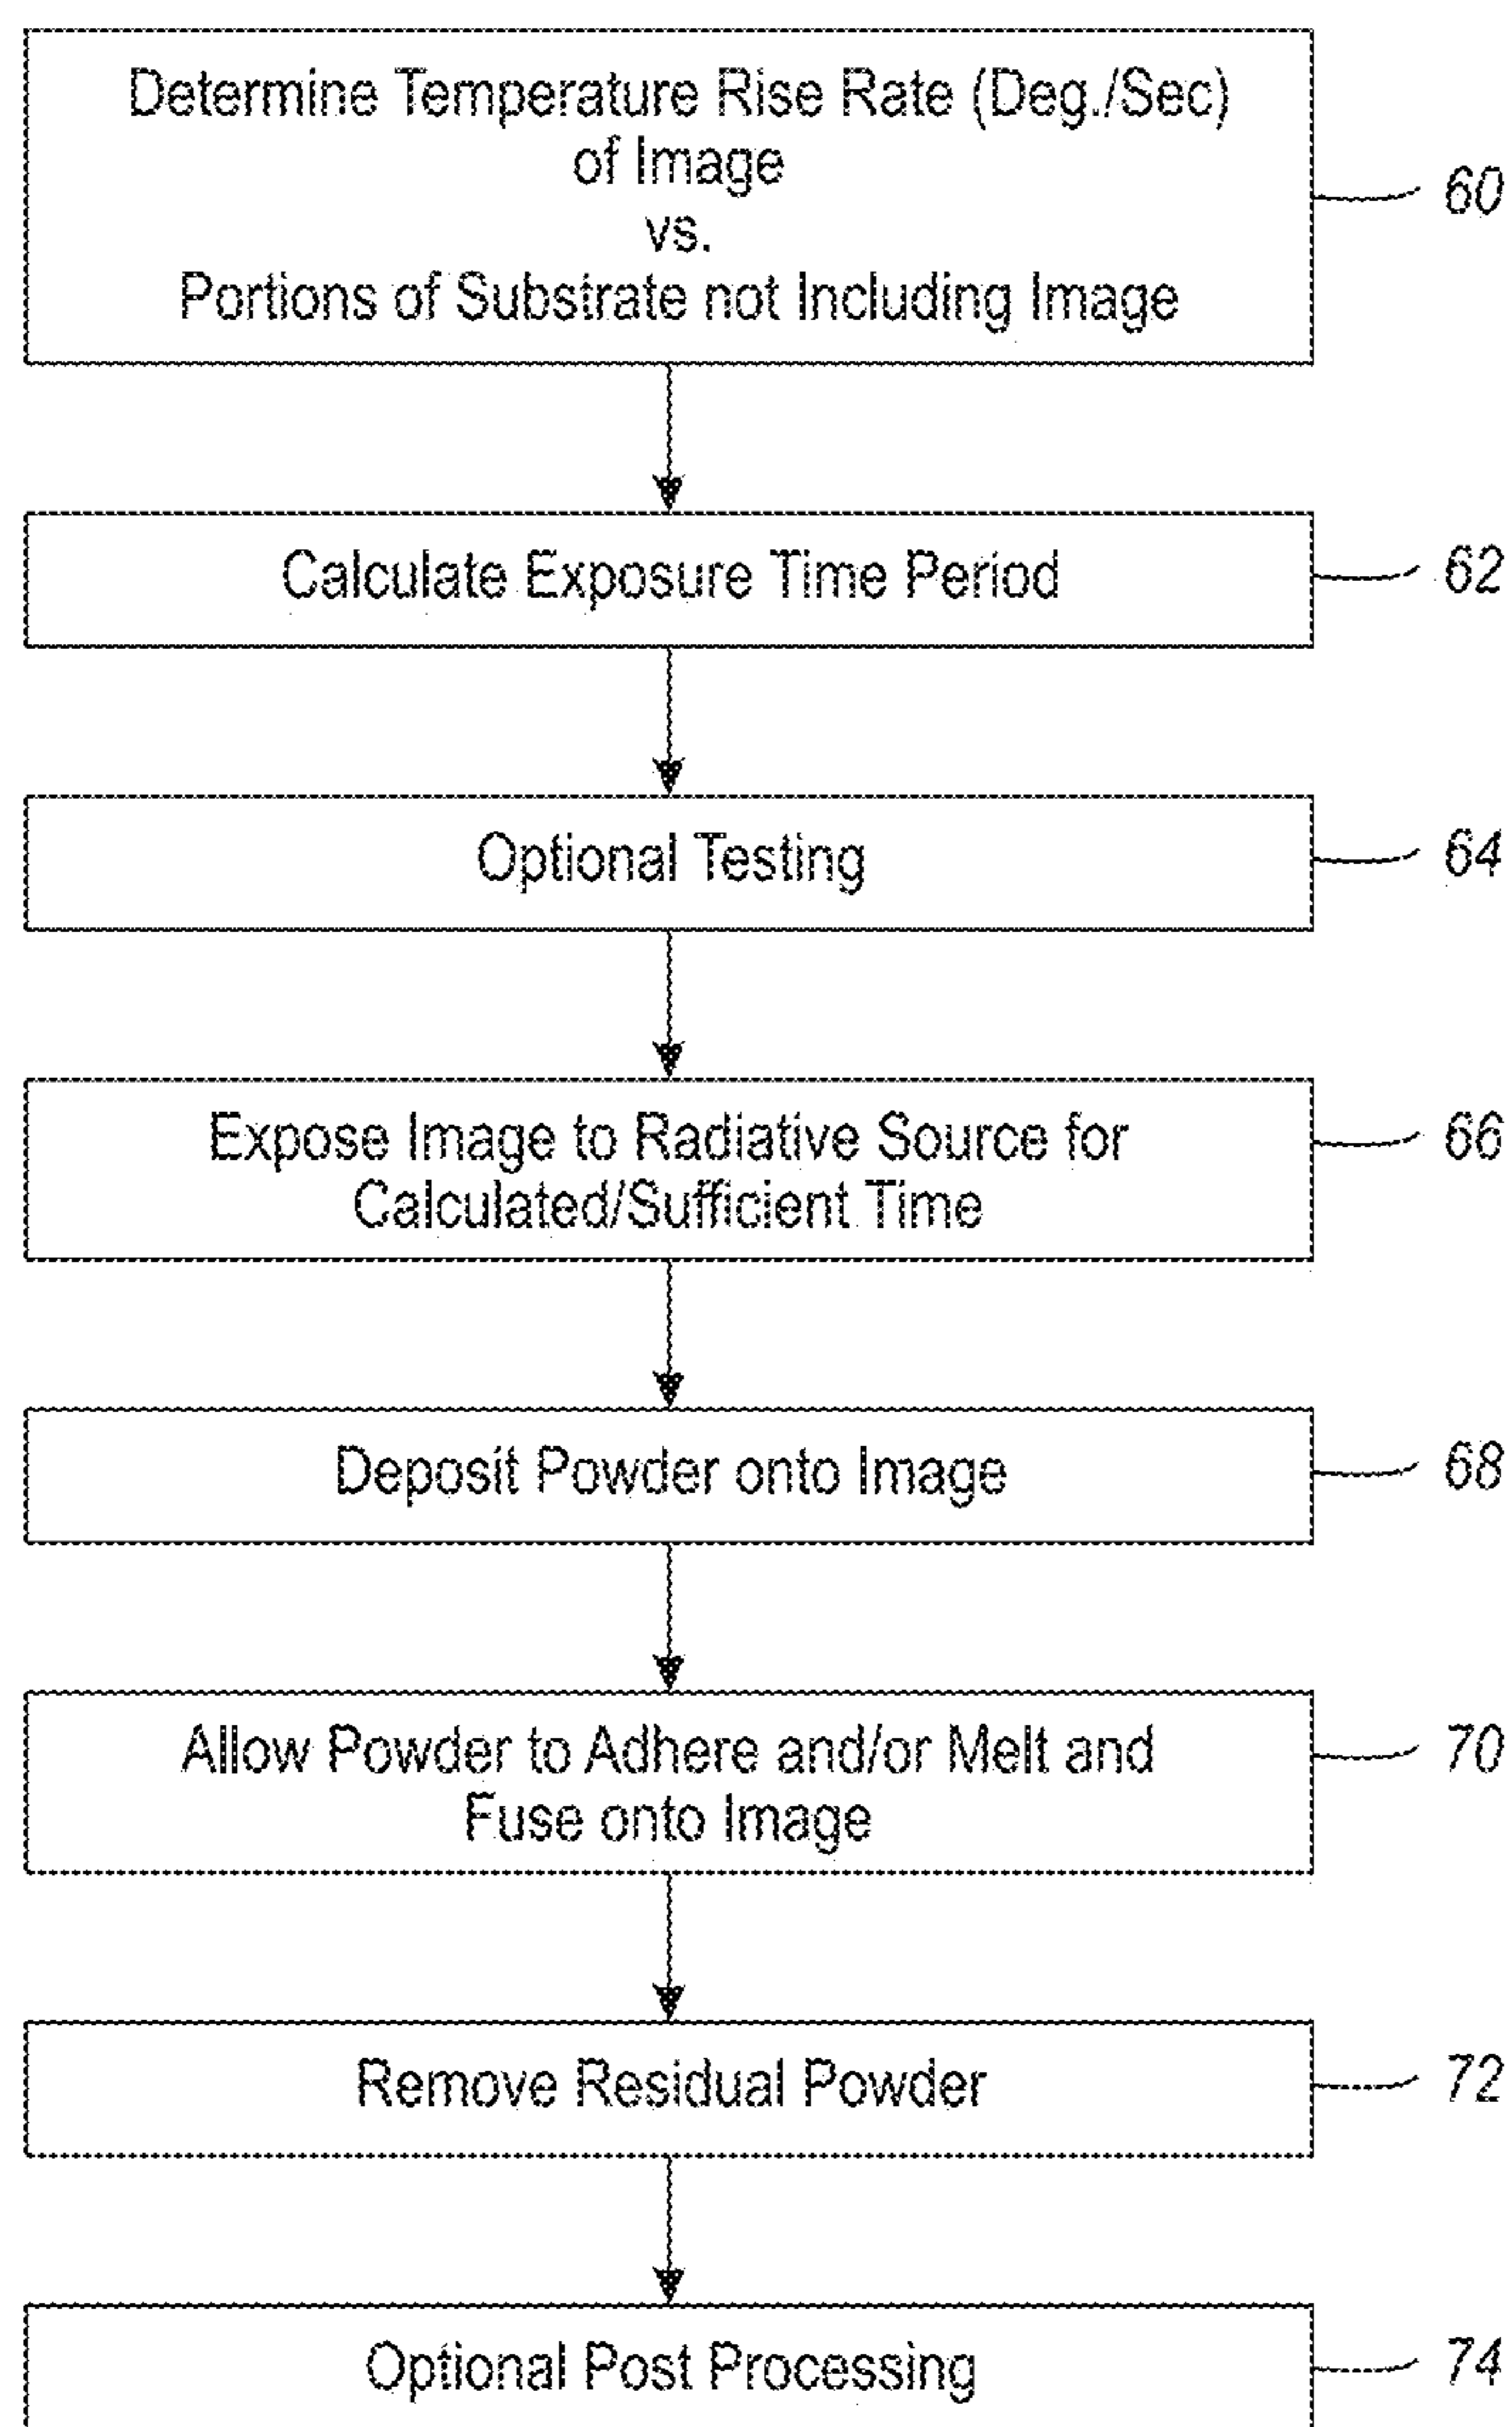 Determine Temperature Rise Rate (Deg./Sec)
of Image
vs.
Portions of Substrate not Including Image
60
Calculate Exposure Time Period
62
Optional Testing
64
Expose Image to Radiative Source for
Calculated/Sufficient Time
66
Deposit Powder onto Image
68
Allow Powder to Adhere and/or Melt and
Fuse onto Image
70
Remove Residual Powder
72
Optional Post Processing
74